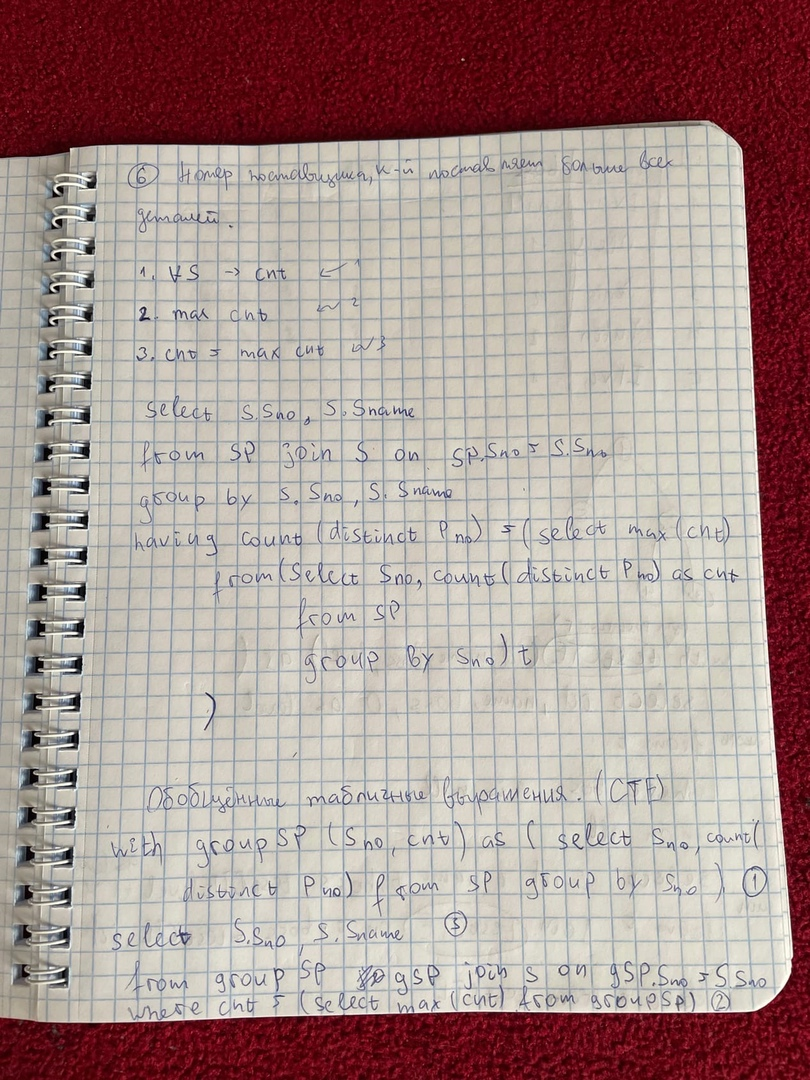 ⑥ Номер поставщика, к-й поставляет больше всех
деталей.
1. ∀S → cnt ↙ 1
2. max cnt ↙ 2
3. cnt = max cnt ↙ 3
select S.Sno, S.Sname
from SP join S on SP.Sno = S.Sno
group by S.Sno, S.Sname
having count (distinct Pno) = (select max (cnt)
from (Select Sno, count (distinct Pno) as cnt
from SP
group by Sno) t
)
Обобщённые табличные выражения. (CTE)
with groupSP (Sno, cnt) as ( select Sno, count(
distinct Pno) from SP group by Sno) ①
select S.Sno, S.Sname ③
from groupSP gSP join S on gSP.Sno = S.Sno
where cnt = (select max (cnt) from groupSP) ②